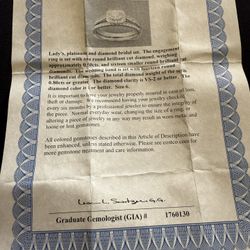 Lady's, platinum and diamond bridal set. The engagement
ring is set with one round brilliant cut diamond, weighing
approximately 0.50cts. and sixteen smaller round brilliant cut
diamonds. The wedding band is set with fourteen round
brilliant cut diamonds. The total diamond weight of the set is
0.80cts or greater. The diamond clarity is VS-2 or better. The
diamond color is I or better. Size 6.
It is important to have your jewelry properly insured in case of loss,
theft or damage. We recommend having your jewelry checked
every six months by a professional jeweler to ensure the integrity of
the piece. Normal everyday wear, changing the size of a ring, or
altering a piece of jewelry in any way may result in worn metal and
loose or lost gemstones.
All colored gemstones described in this Article of Description have
been enhanced, unless stated otherwise. Please see costco.com for
more gemstone treatment and care information.
Graduate Gemologist (GIA) # 1760130